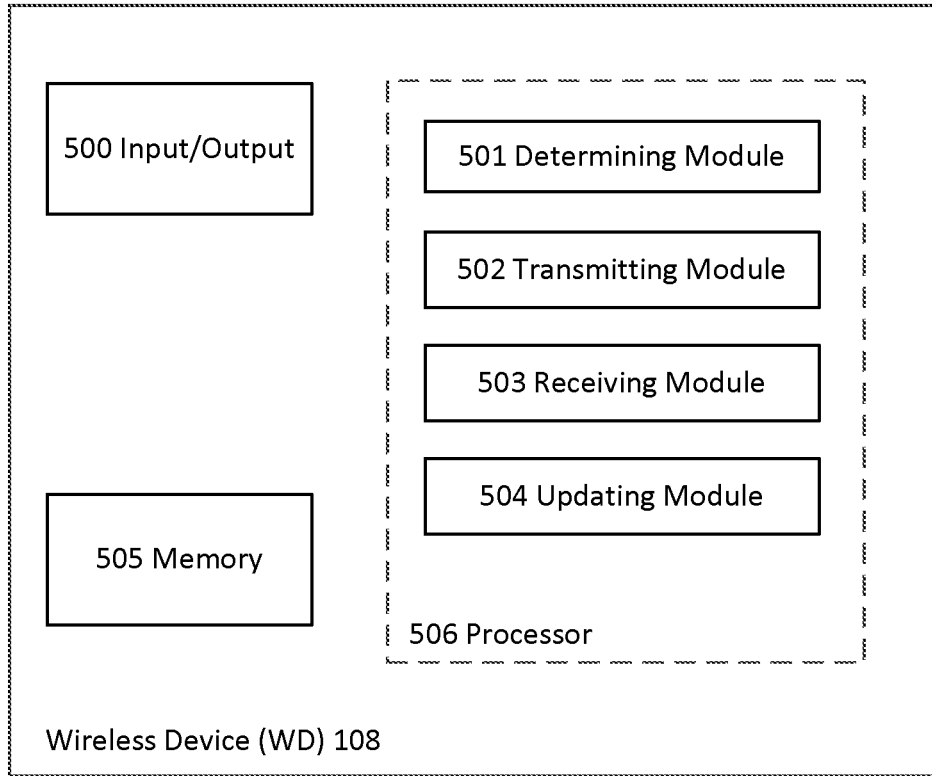 500 Input/Output
501 Determining Module
502 Transmitting Module
503 Receiving Module
504 Updating Module
505 Memory
506 Processor
Wireless Device (WD) 108